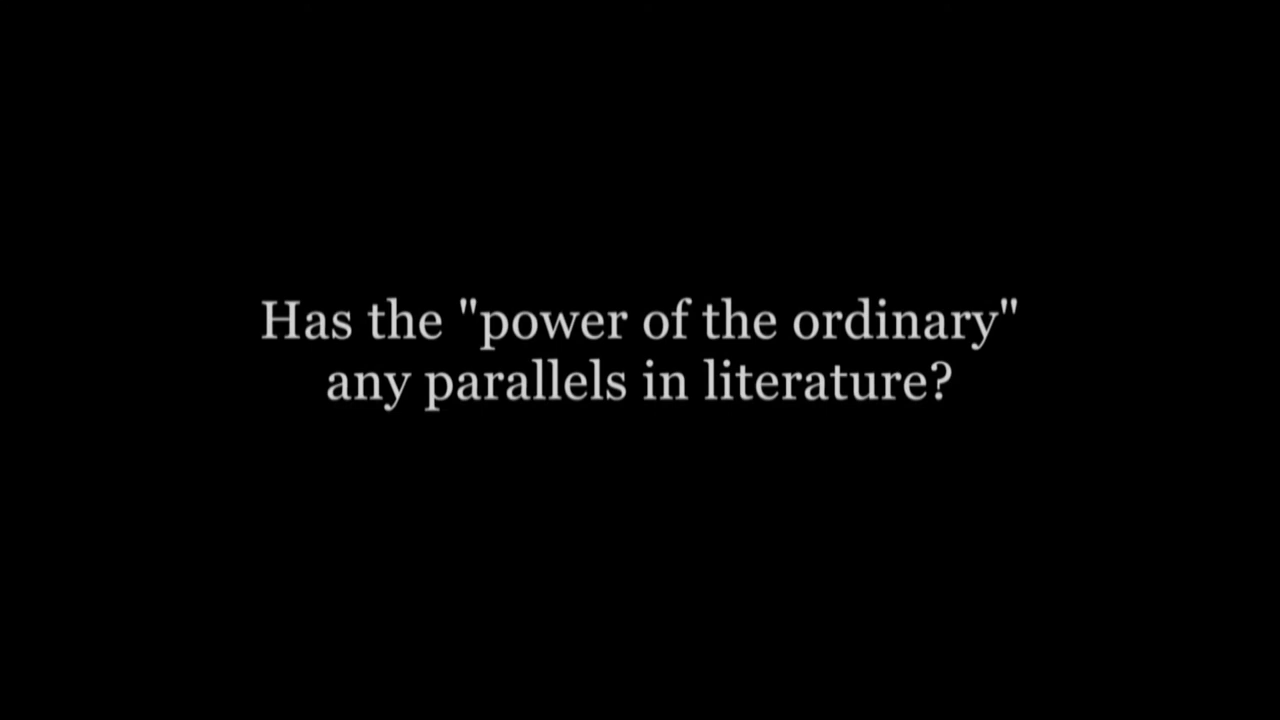 Has the "power of the ordinary"
any parallels in literature?